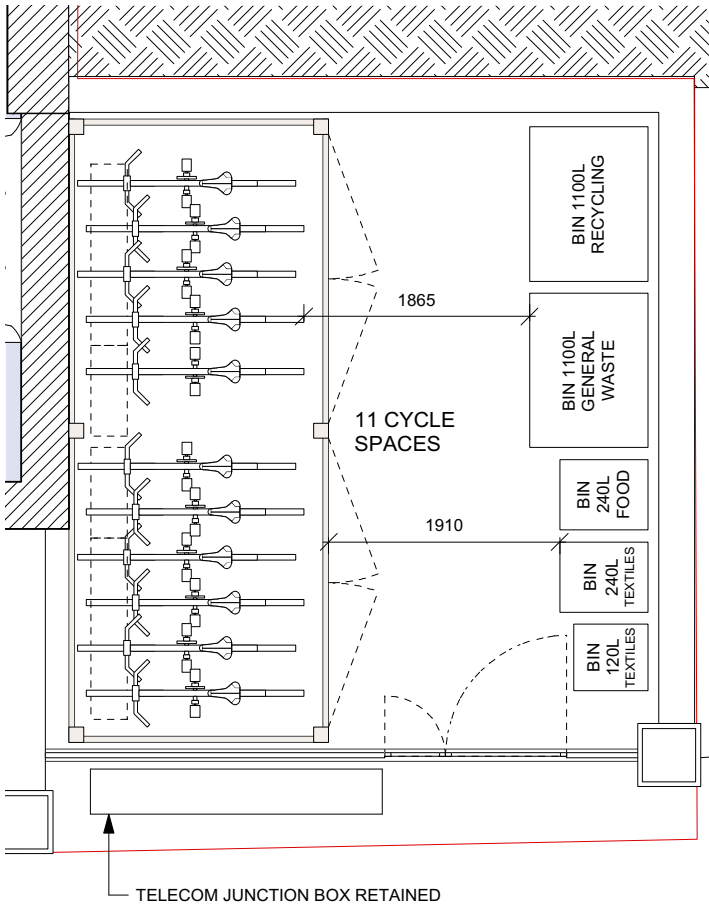 BIN 1100L
RECYCLING
1865
BIN 1100L
GENERAL
WASTE
11 CYCLE
SPACES
BIN
240L
FOOD
1910
BIN
240L
TEXTILES
BIN
120L
TEXTILES
TELECOM JUNCTION BOX RETAINED